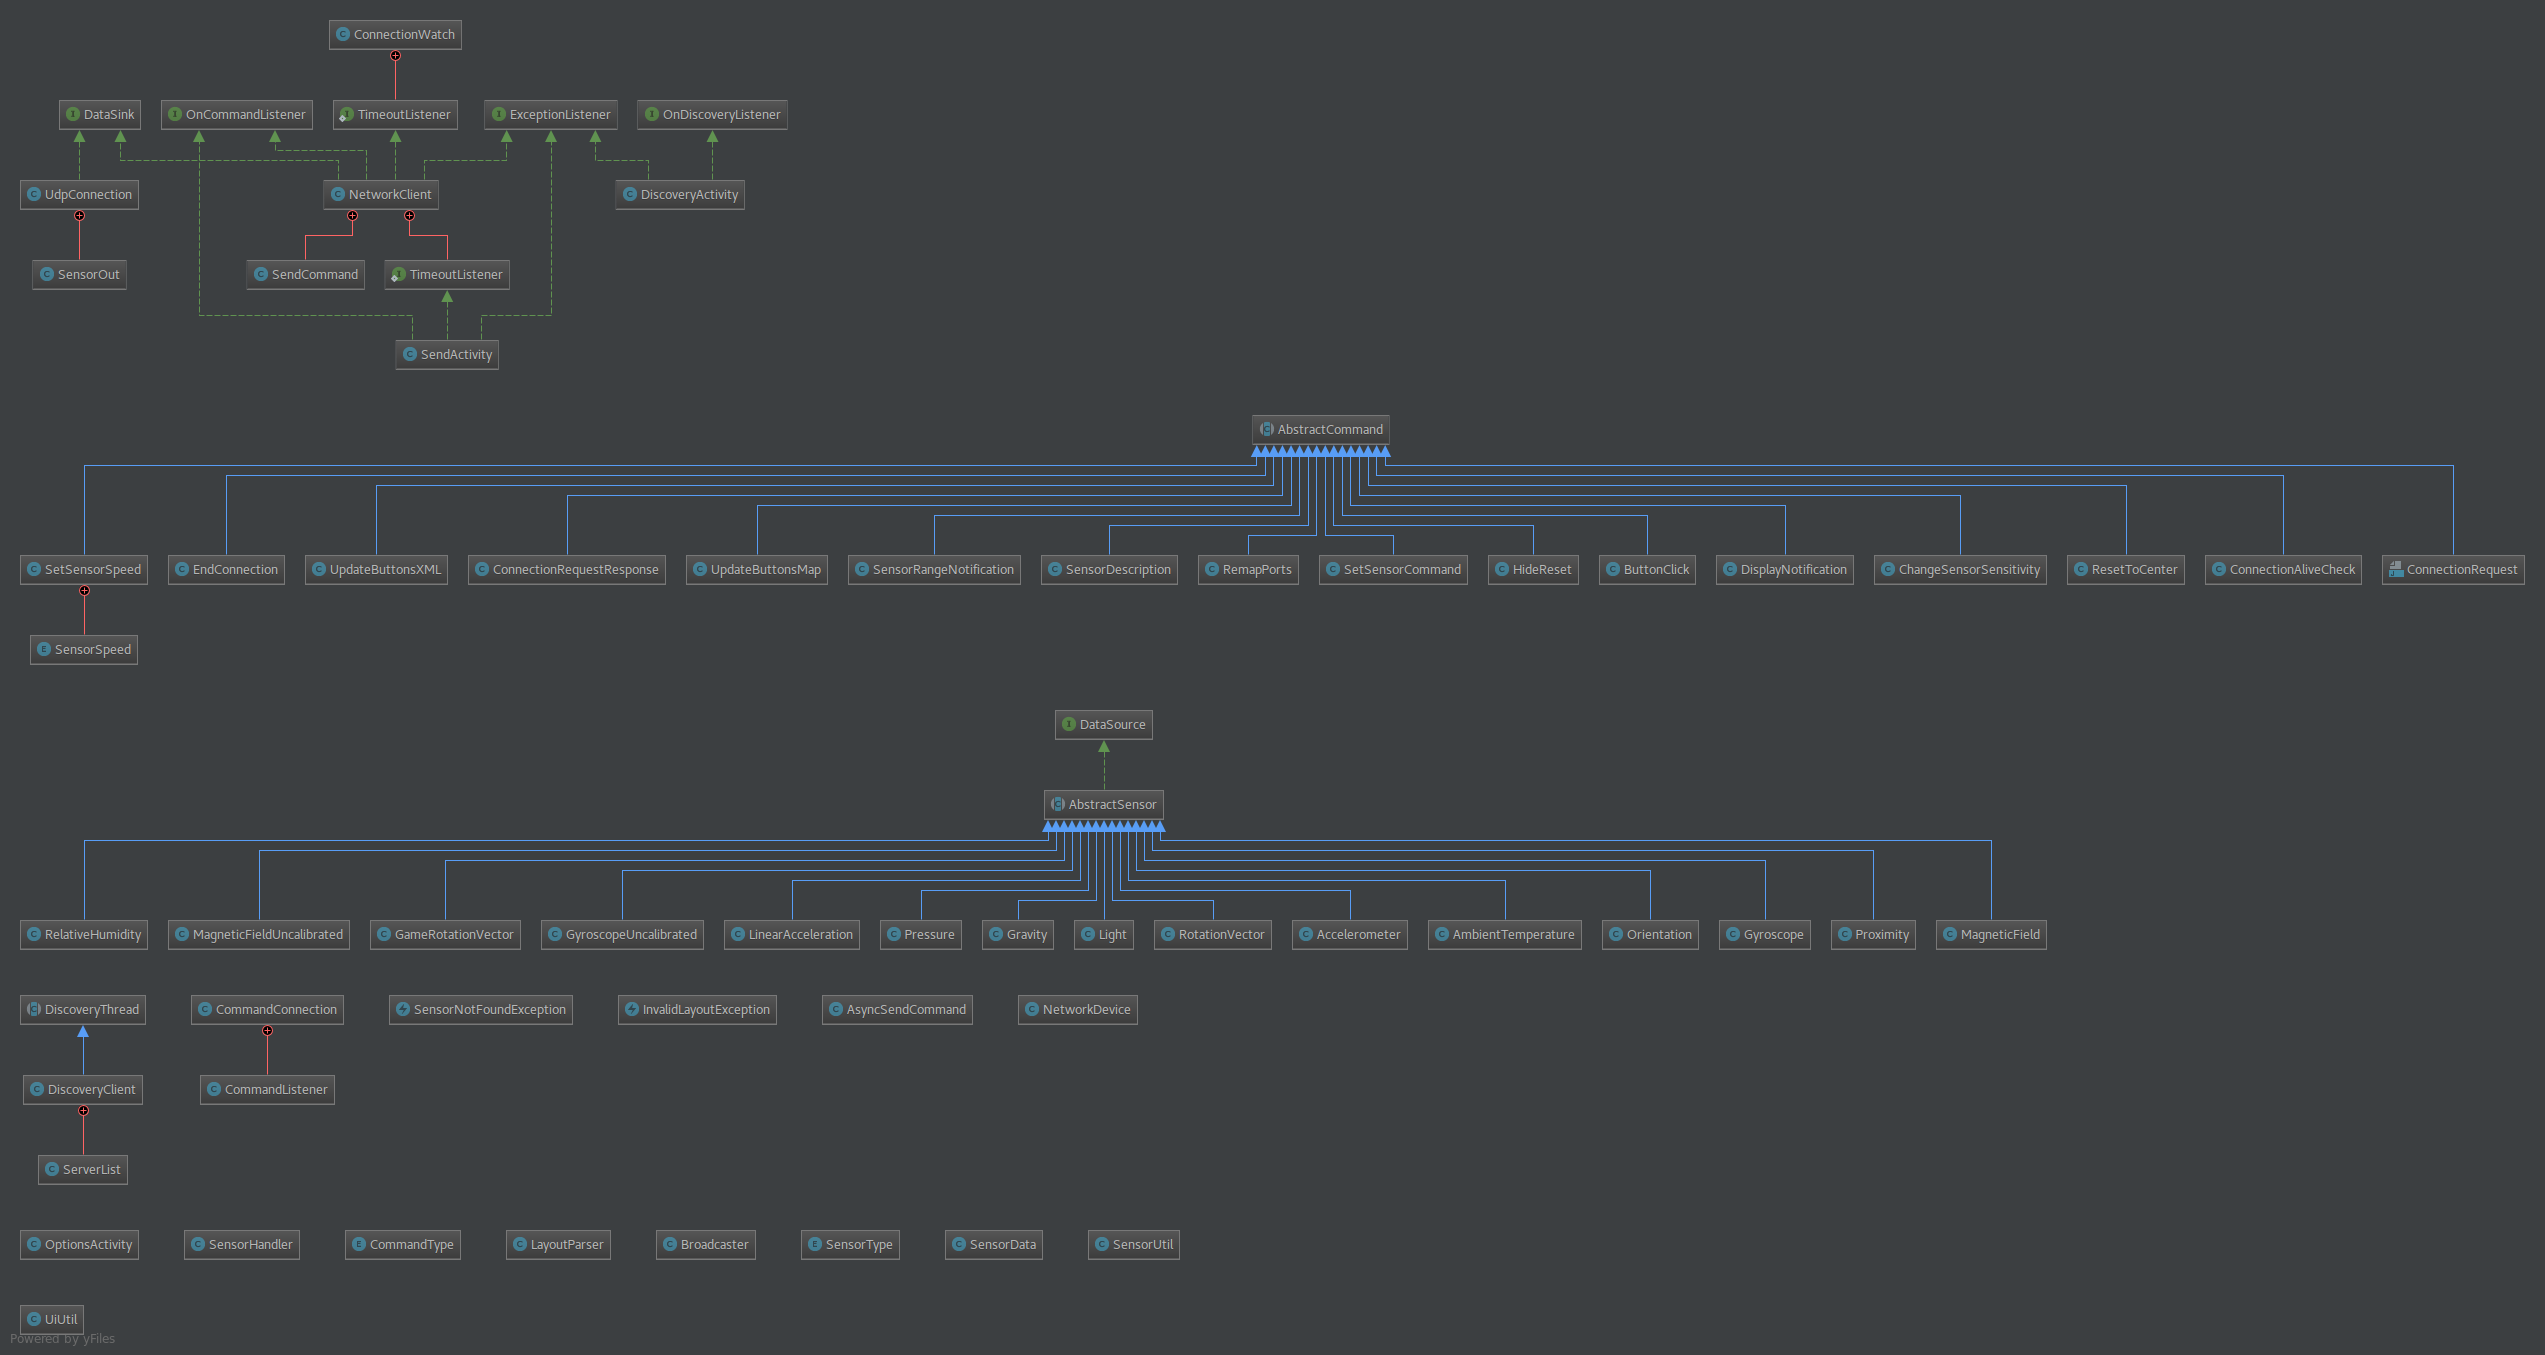 ConnectionWatch
DataSink
OnCommandListener
TimeoutListener
ExceptionListener
OnDiscoveryListener
UdpConnection
NetworkClient
DiscoveryActivity
SensorOut
SendCommand
TimeoutListener
SendActivity
AbstractCommand
SetSensorSpeed
EndConnection
UpdateButtonsXML
ConnectionRequestResponse
UpdateButtonsMap
SensorRangeNotification
SensorDescription
RemapPorts
SetSensorCommand
HideReset
ButtonClick
DisplayNotification
ChangeSensorSensitivity
ResetToCenter
ConnectionAliveCheck
ConnectionRequest
SensorSpeed
DataSource
AbstractSensor
RelativeHumidity
MagneticFieldUncalibrated
GameRotationVector
GyroscopeUncalibrated
LinearAcceleration
Pressure
Gravity
Light
RotationVector
Accelerometer
AmbientTemperature
Orientation
Gyroscope
Proximity
MagneticField
DiscoveryThread
CommandConnection
SensorNotFoundException
InvalidLayoutException
AsyncSendCommand
NetworkDevice
DiscoveryClient
CommandListener
ServerList
OptionsActivity
SensorHandler
CommandType
LayoutParser
Broadcaster
SensorType
SensorData
SensorUtil
UiUtil
Powered by yFiles